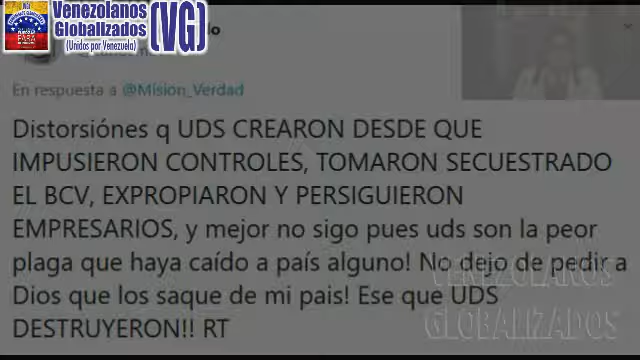 Venezolanos
Globalizados
(Unidos por Venezuela)
(VG)
En respuesta a @Mision_Verdad
Distorsiónes q UDS CREARON DESDE QUE
IMPUSIERON CONTROLES, TOMARON SECUESTRADO
EL BCV, EXPROPIARON Y PERSIGUIERON
EMPRESARIOS, y mejor no sigo pues uds son la peor
plaga que haya caído a país alguno! No dejo de pedir a
Dios que los saque de mi pais! Ese que UDS
DESTRUYERON!! RT
VENEZOLANOS
GLOBALIZADOS